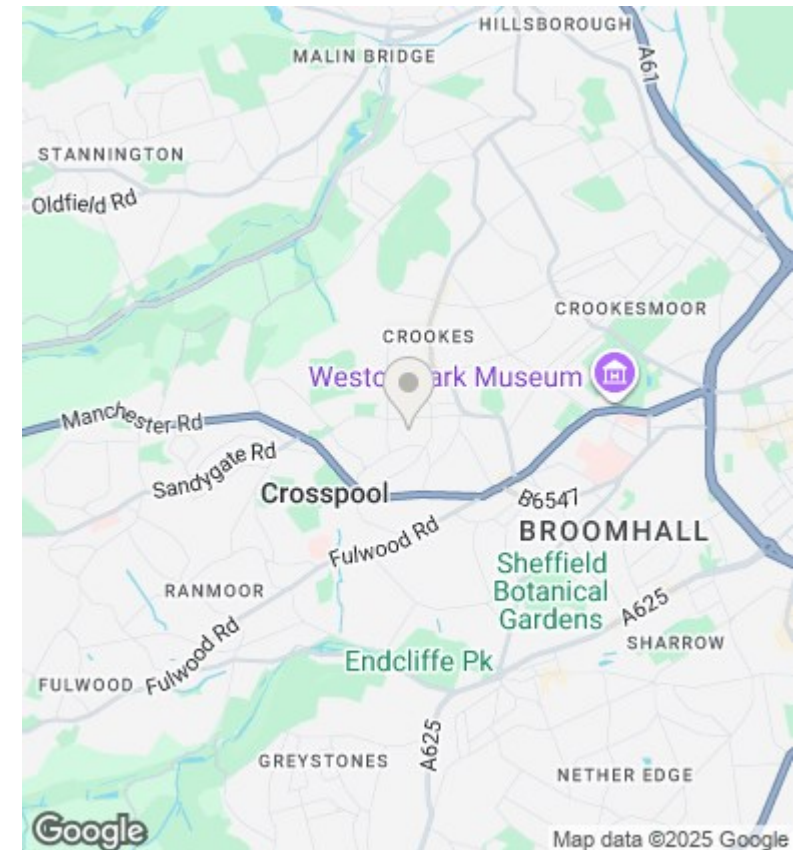 HILLSBOROUGH
MALIN BRIDGE
A61
STANNINGTON
Oldfield Rd
CROOKESMOOR
CROOKES
Museum
Manchester Rd
Sandygate Rd
Crosspool
B6547
Fulwood Rd
BROOMHALL
Sheffield
Botanical
Gardens
RANMOOR
A625
SHARROW
Fulwood Rd
Endcliffe Pk
FULWOOD
A625
GREYSTONES
NETHER EDGE
Google
Map data ©2025 Google